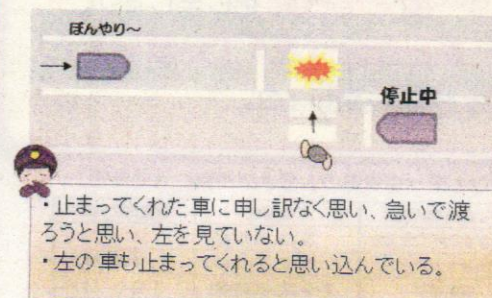 ぼんやり～
停止中
・止まってくれた車に申し訳なく思い、急いで渡
ろうと思い、左を見ていない。
・左の車も止まってくれると思い込んでいる。